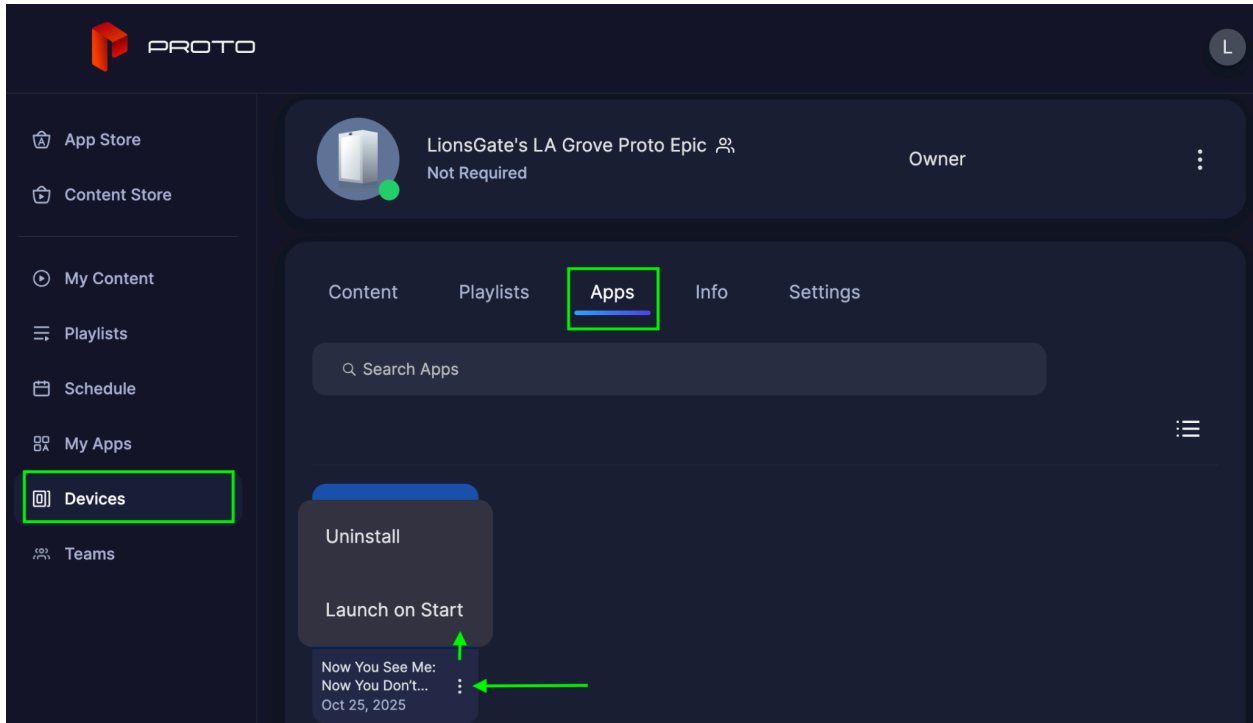 PROTO
L
App Store
Content Store
My Content
Playlists
Schedule
My Apps
Devices
Teams
LionsGate's LA Grove Proto Epic
Not Required
Owner
Content Playlists Apps Info Settings
Search Apps
Uninstall
Launch on Start
Now You See Me:
Now You Don't...
Oct 25, 2025